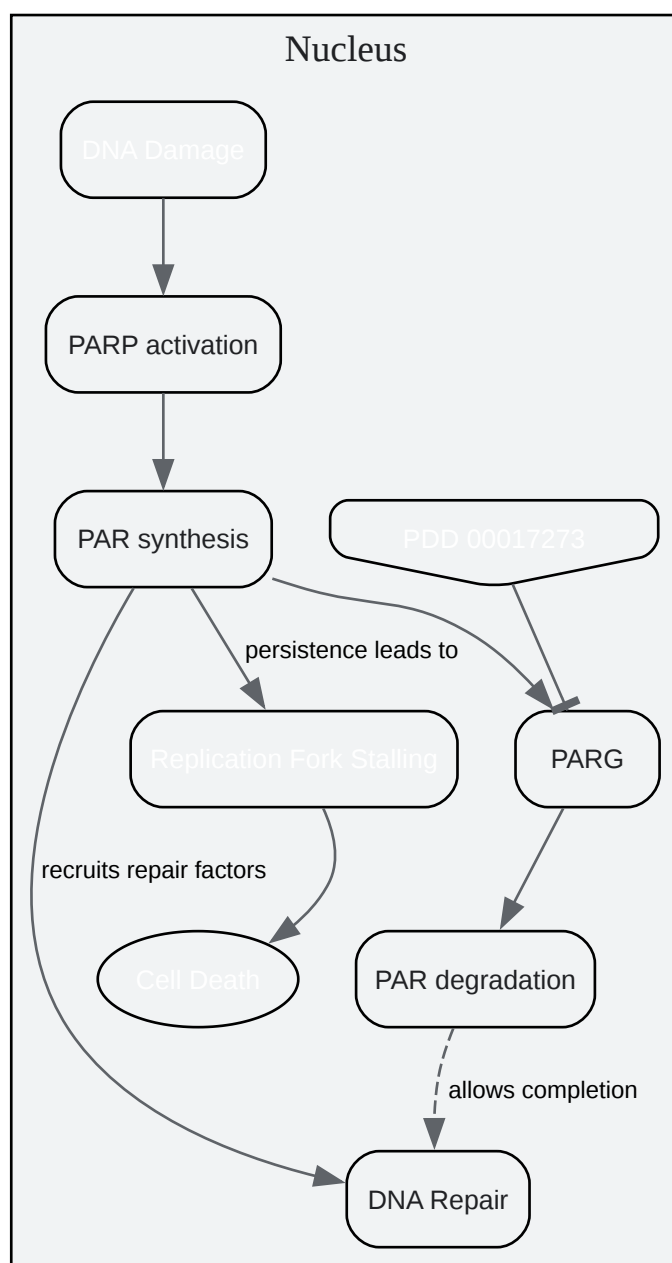 Nucleus
DNA Damage
PARP activation
PAR synthesis
PDD 00017273
persistence leads to
Replication Fork Stalling
PARG
recruits repair factors
Cell Death
PAR degradation
allows completion
DNA Repair